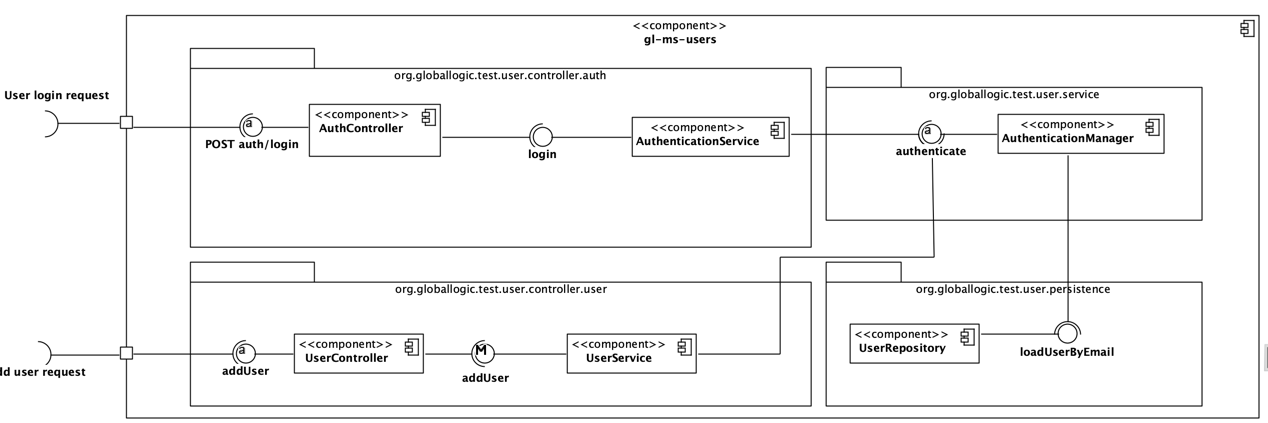 <<component>>
gl-ms-users
org.globallogic.test.user.controller.auth
User login request
a
POST auth/login
<<component>>
AuthController
login
<<component>>
AuthenticationService
org.globallogic.test.user.service
a
authenticate
<<component>>
AuthenticationManager
org.globallogic.test.user.controller.user
dd user request
a
addUser
<<component>>
UserController
M
addUser
<<component>>
UserService
org.globallogic.test.user.persistence
<<component>>
UserRepository
loadUserByEmail